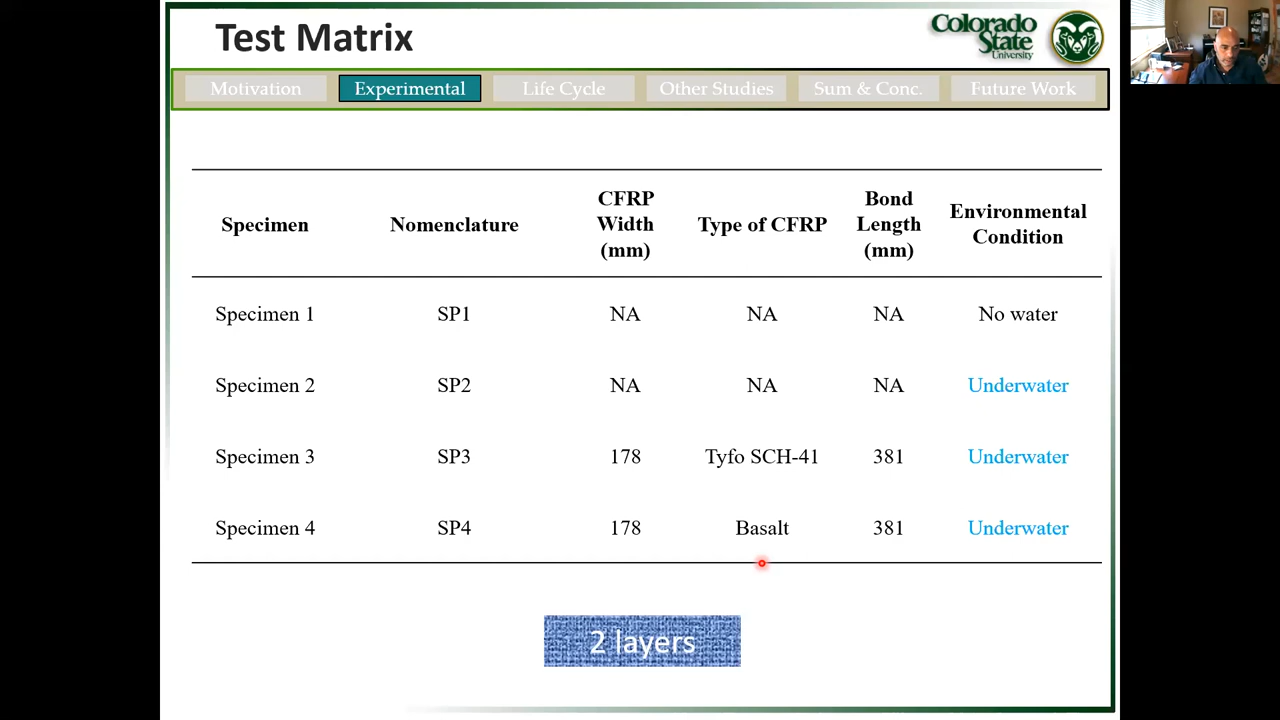 Test Matrix
Colorado
State
University
Motivation
Experimental
Life Cycle
Other Studies
Sum & Conc.
Future Work
Specimen
Nomenclature
CFRP
Width
(mm)
Type of CFRP
Bond
Length
(mm)
Environmental
Condition
Specimen 1 SP1 NA NA NA No water
Specimen 2 SP2 NA NA NA Underwater
Specimen 3 SP3 178 Tyfo SCH-41 381 Underwater
Specimen 4 SP4 178 Basalt 381 Underwater
2 layers